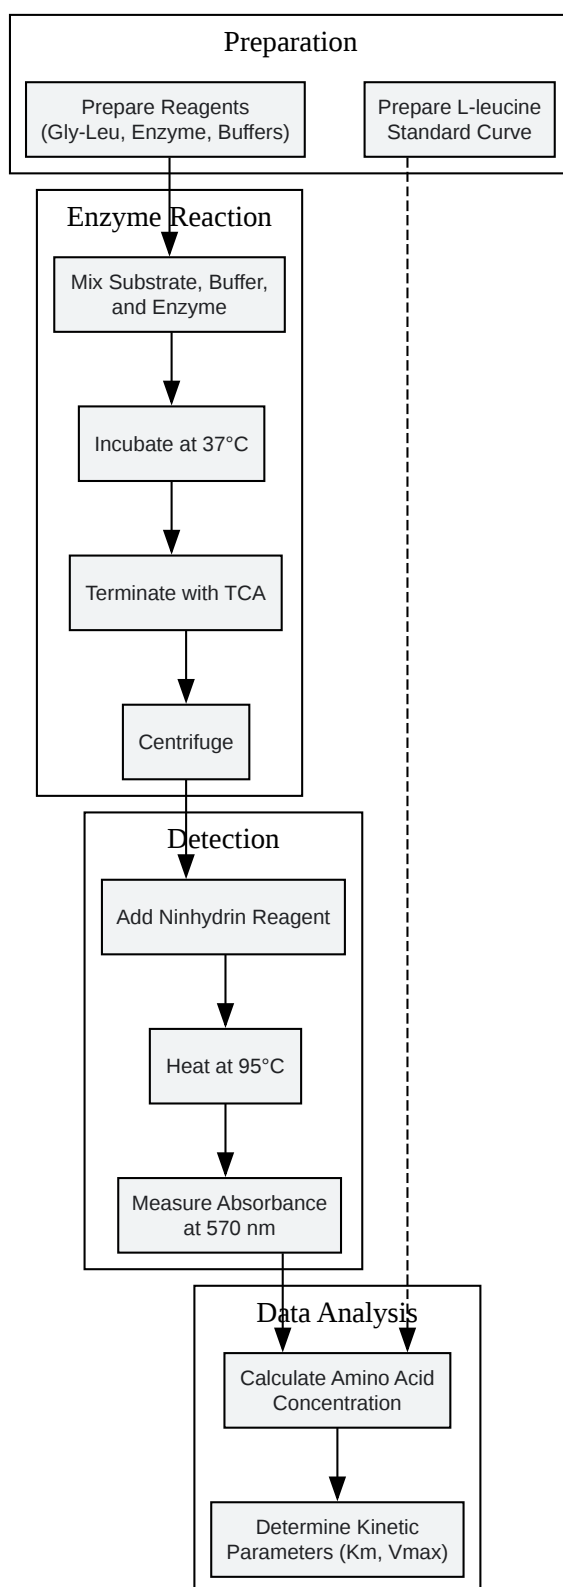 Preparation
Prepare Reagents
(Gly-Leu, Enzyme, Buffers)
Prepare L-leucine
Standard Curve
Enzyme Reaction
Mix Substrate, Buffer,
and Enzyme
Incubate at 37°C
Terminate with TCA
Centrifuge
Detection
Add Ninhydrin Reagent
Heat at 95°C
Measure Absorbance
at 570 nm
Data Analysis
Calculate Amino Acid
Concentration
Determine Kinetic
Parameters (Km, Vmax)